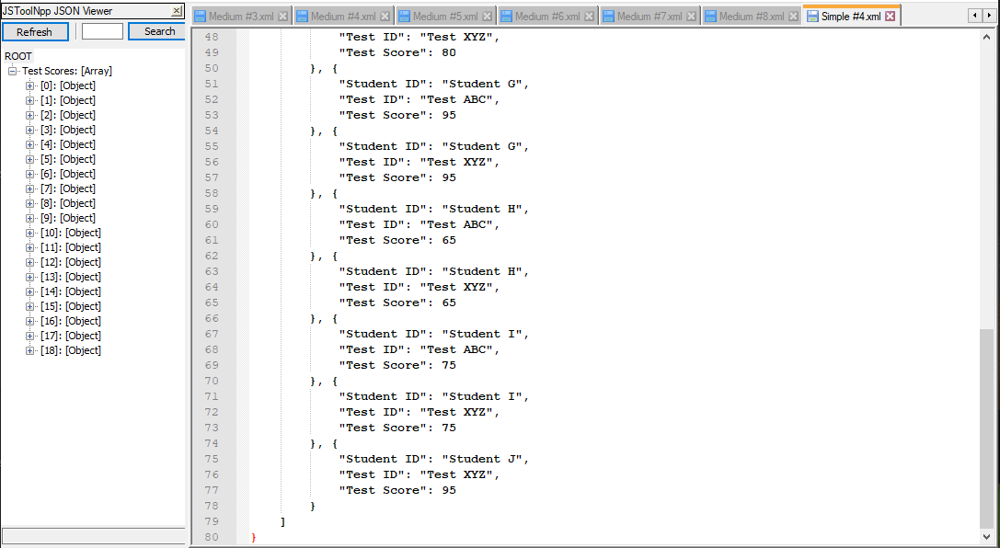 JSToolNpp JSON Viewer
Refresh
Search
ROOT
Test Scores: [Array]
[0]: [Object]
[1]: [Object]
[2]: [Object]
[3]: [Object]
[4]: [Object]
[5]: [Object]
[6]: [Object]
[7]: [Object]
[8]: [Object]
[9]: [Object]
[10]: [Object]
[11]: [Object]
[12]: [Object]
[13]: [Object]
[14]: [Object]
[15]: [Object]
[16]: [Object]
[17]: [Object]
[18]: [Object]
Medium #3.xml Medium #4.xml Medium #5.xml Medium #6.xml Medium #7.xml Medium #8.xml Simple #4.xml
48 "Test ID": "Test XYZ",
49 "Test Score": 80
50 }, {
51 "Student ID": "Student G",
52 "Test ID": "Test ABC",
53 "Test Score": 95
54 }, {
55 "Student ID": "Student G",
56 "Test ID": "Test XYZ",
57 "Test Score": 95
58 }, {
59 "Student ID": "Student H",
60 "Test ID": "Test ABC",
61 "Test Score": 65
62 }, {
63 "Student ID": "Student H",
64 "Test ID": "Test XYZ",
65 "Test Score": 65
66 }, {
67 "Student ID": "Student I",
68 "Test ID": "Test ABC",
69 "Test Score": 75
70 }, {
71 "Student ID": "Student I",
72 "Test ID": "Test XYZ",
73 "Test Score": 75
74 }, {
75 "Student ID": "Student J",
76 "Test ID": "Test XYZ",
77 "Test Score": 95
78 }
79 ]
80 }